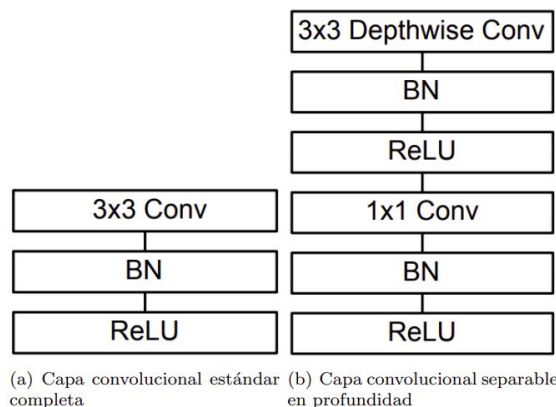 3x3 Conv
BN
ReLU
(a) Capa convolucional estándar
completa
3x3 Depthwise Conv
BN
ReLU
1x1 Conv
BN
ReLU
(b) Capa convolucional separable
en profundidad